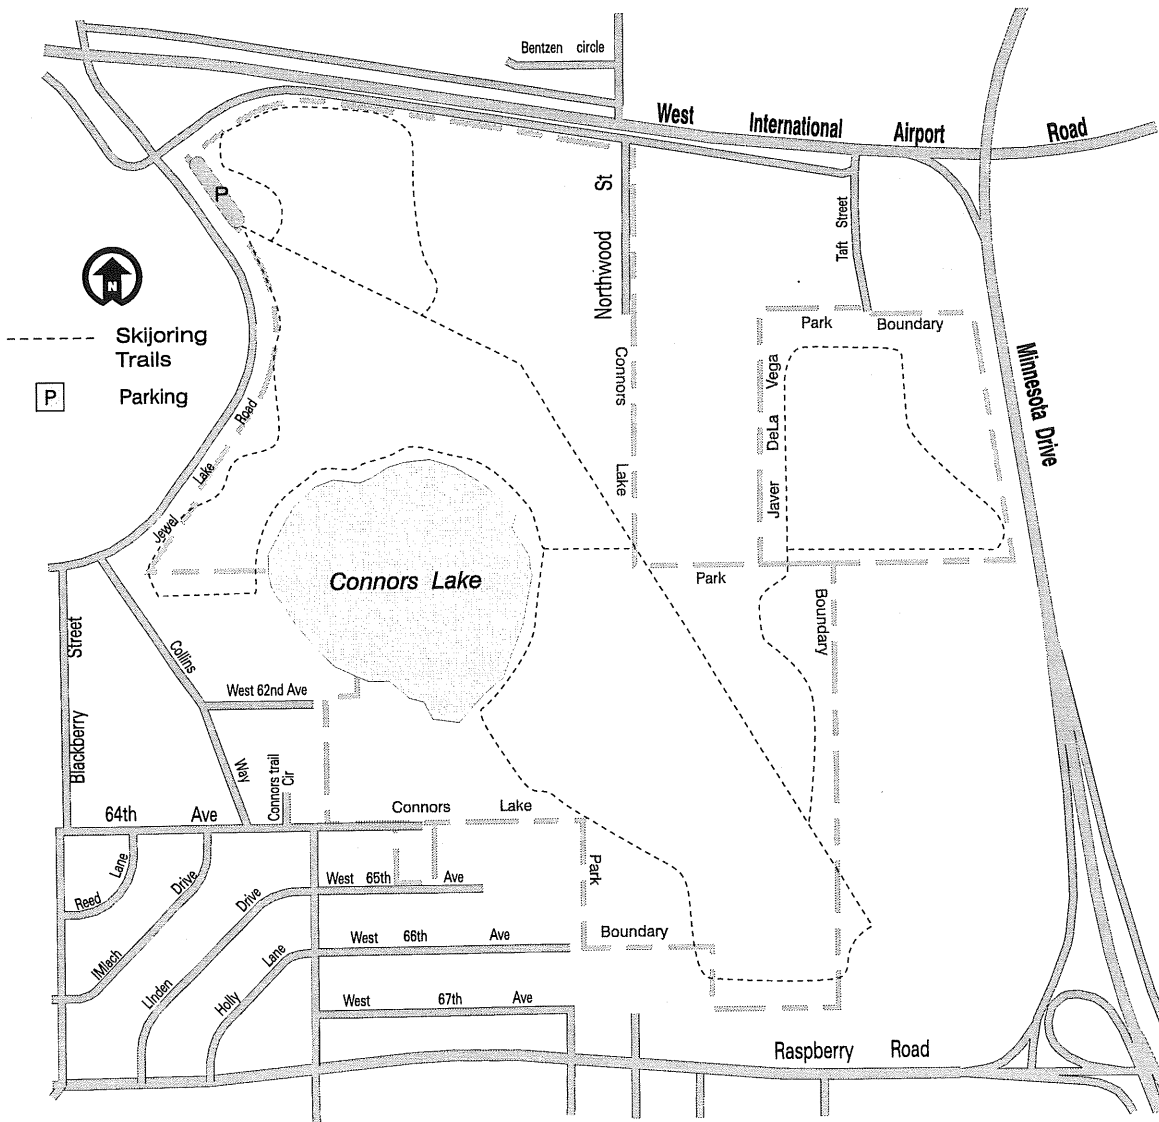 Bentzen circle
West International Airport Road
P
St
Northwood
Taft Street
N
Skijoring
Trails
P Parking
Park Boundary
Connors Lake
Javer DeLa Vega
Minnesota Drive
Jewel Lake Road
Connors Lake
Park
Boundary
Street
Blackberry
Collins
Way
West 62nd Ave
Connors trail
Cir
64th Ave
Connors Lake
Park
Boundary
Reed Lane
IMlach Drive
LInden Drive
Holly Lane
West 65th Ave
West 66th Ave
West 67th Ave
Raspberry Road